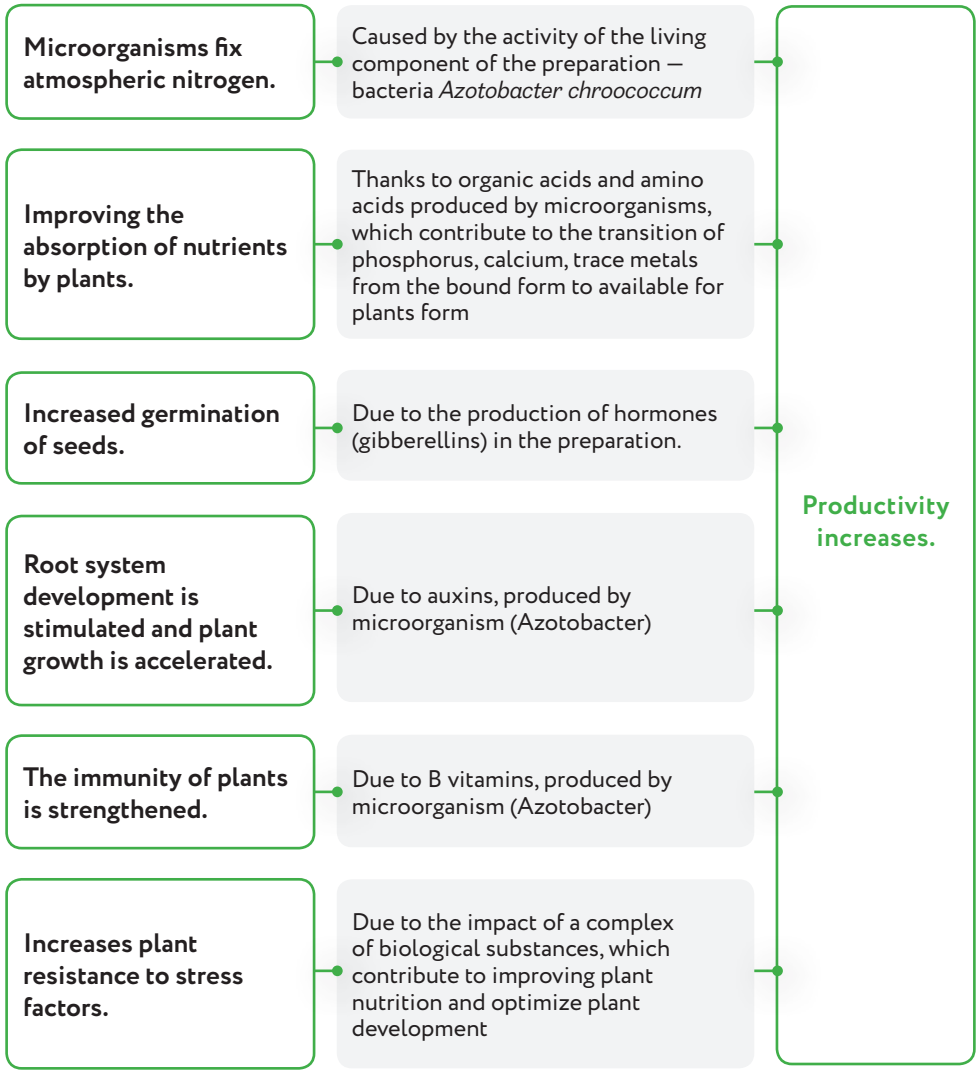 Microorganisms fix
atmospheric nitrogen.
Caused by the activity of the living
component of the preparation —
bacteria Azotobacter chroococcum
Improving the
absorption of nutrients
by plants.
Thanks to organic acids and amino
acids produced by microorganisms,
which contribute to the transition of
phosphorus, calcium, trace metals
from the bound form to available for
plants form
Increased germination
of seeds.
Due to the production of hormones
(gibberellins) in the preparation.
Root system
development is
stimulated and plant
growth is accelerated.
Due to auxins, produced by
microorganism (Azotobacter)
The immunity of plants
is strengthened.
Due to B vitamins, produced by
microorganism (Azotobacter)
Increases plant
resistance to stress
factors.
Due to the impact of a complex
of biological substances, which
contribute to improving plant
nutrition and optimize plant
development
Productivity
increases.